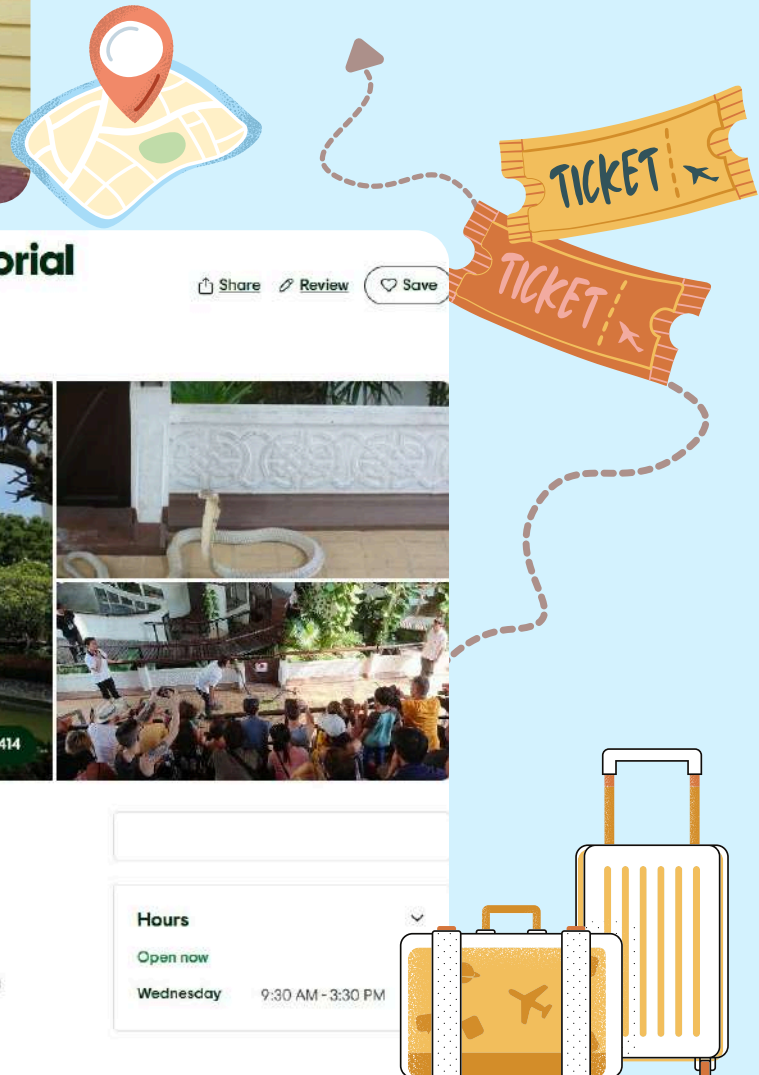 TICKET
TICKET
orial
Share Review Save
414
Hours
Open now
Wednesday 9:30 AM - 3:30 PM